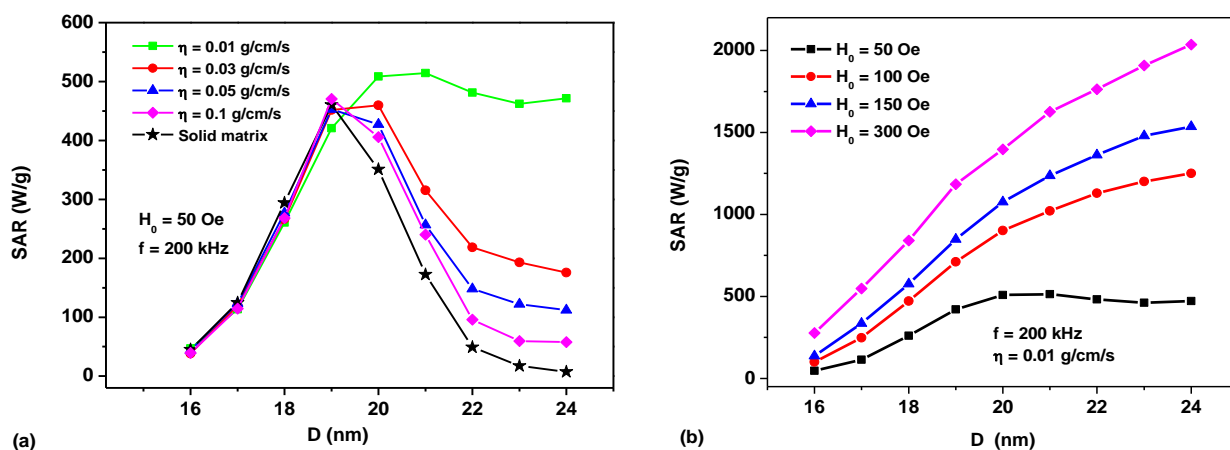 600
500
400
300
200
100
0
SAR (W/g)
η = 0.01 g/cm/s
η = 0.03 g/cm/s
η = 0.05 g/cm/s
η = 0.1 g/cm/s
Solid matrix
H₀ = 50 Oe
f = 200 kHz
16 18 20 22 24
D (nm)
(a)
2000
1500
1000
500
0
SAR (W/g)
H₀ = 50 Oe
H₀ = 100 Oe
H₀ = 150 Oe
H₀ = 300 Oe
f = 200 kHz
η = 0.01 g/cm/s
16 18 20 22 24
D (nm)
(b)